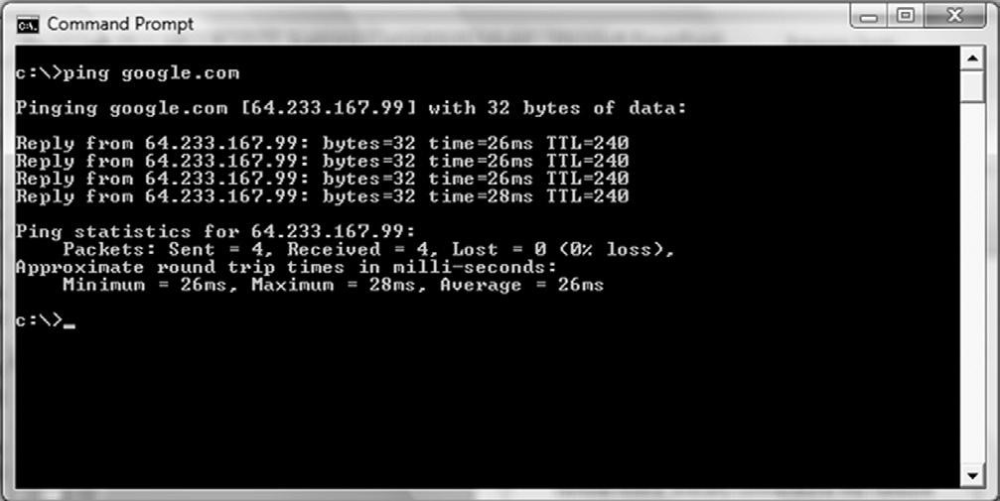 Command Prompt
c:\>ping google.com
Pinging google.com [64.233.167.99] with 32 bytes of data:
Reply from 64.233.167.99: bytes=32 time=26ms TTL=240
Reply from 64.233.167.99: bytes=32 time=26ms TTL=240
Reply from 64.233.167.99: bytes=32 time=26ms TTL=240
Reply from 64.233.167.99: bytes=32 time=28ms TTL=240
Ping statistics for 64.233.167.99:
    Packets: Sent = 4, Received = 4, Lost = 0 (0% loss),
Approximate round trip times in milli-seconds:
    Minimum = 26ms, Maximum = 28ms, Average = 26ms
c:\>_